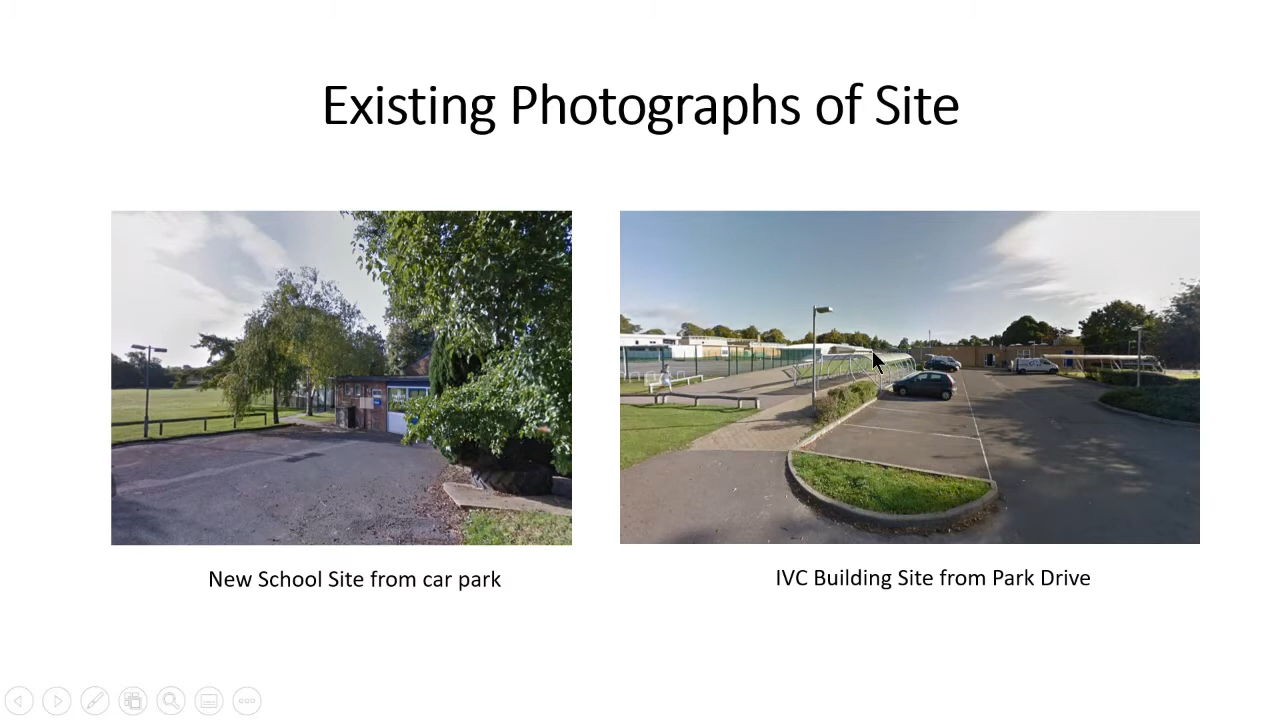 Existing Photographs of Site
New School Site from car park
IVC Building Site from Park Drive